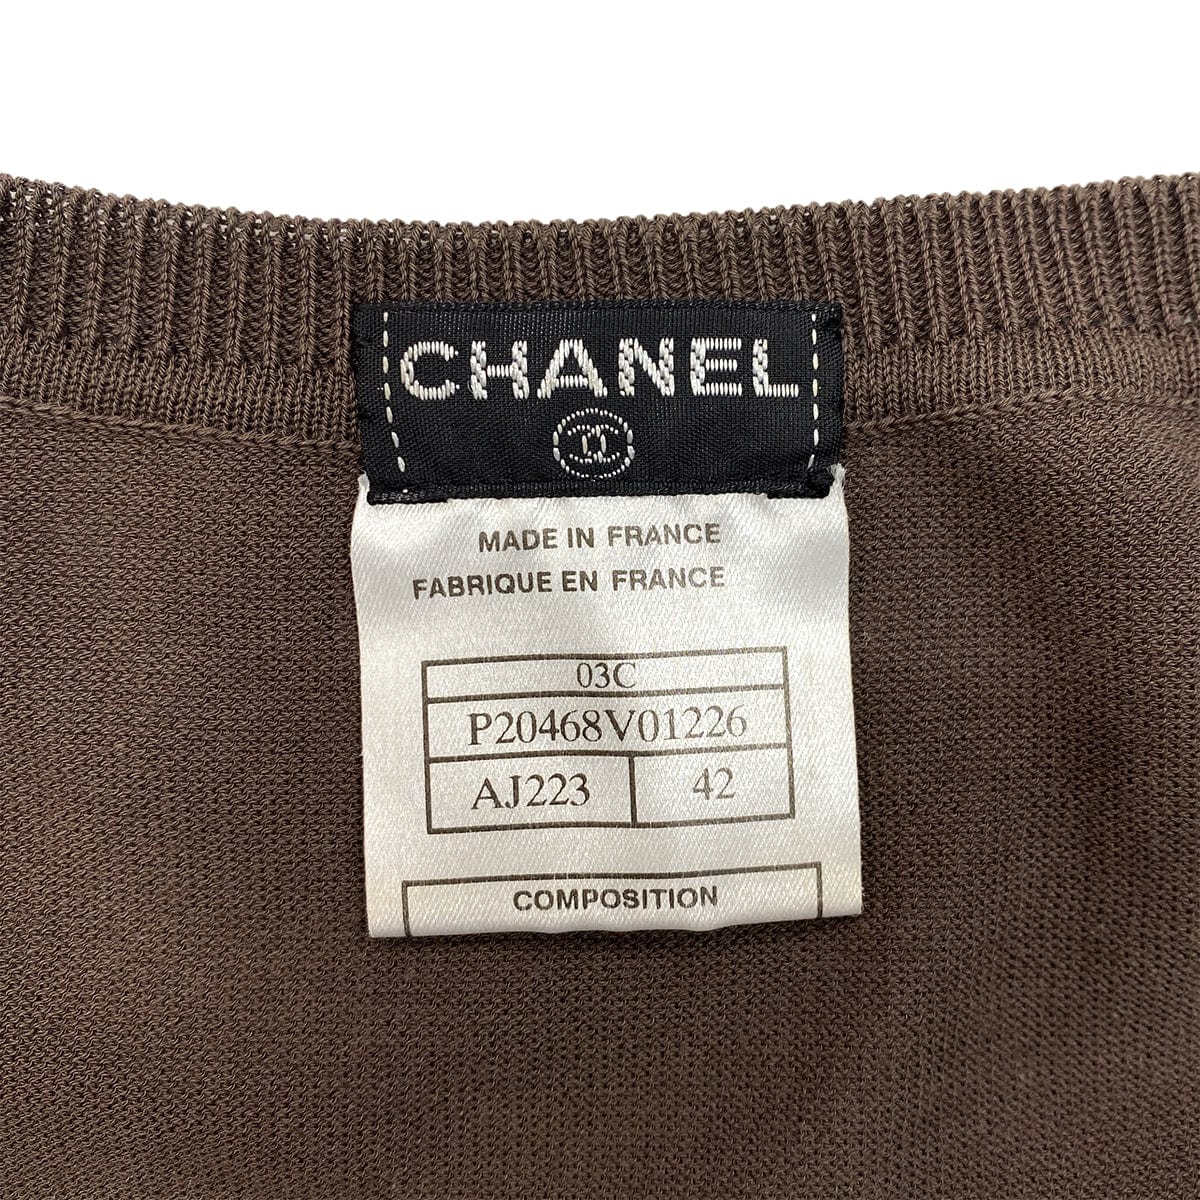 CHANEL
MADE IN FRANCE
FABRIQUE EN FRANCE
03C
P20468V01226
AJ223 42
COMPOSITION